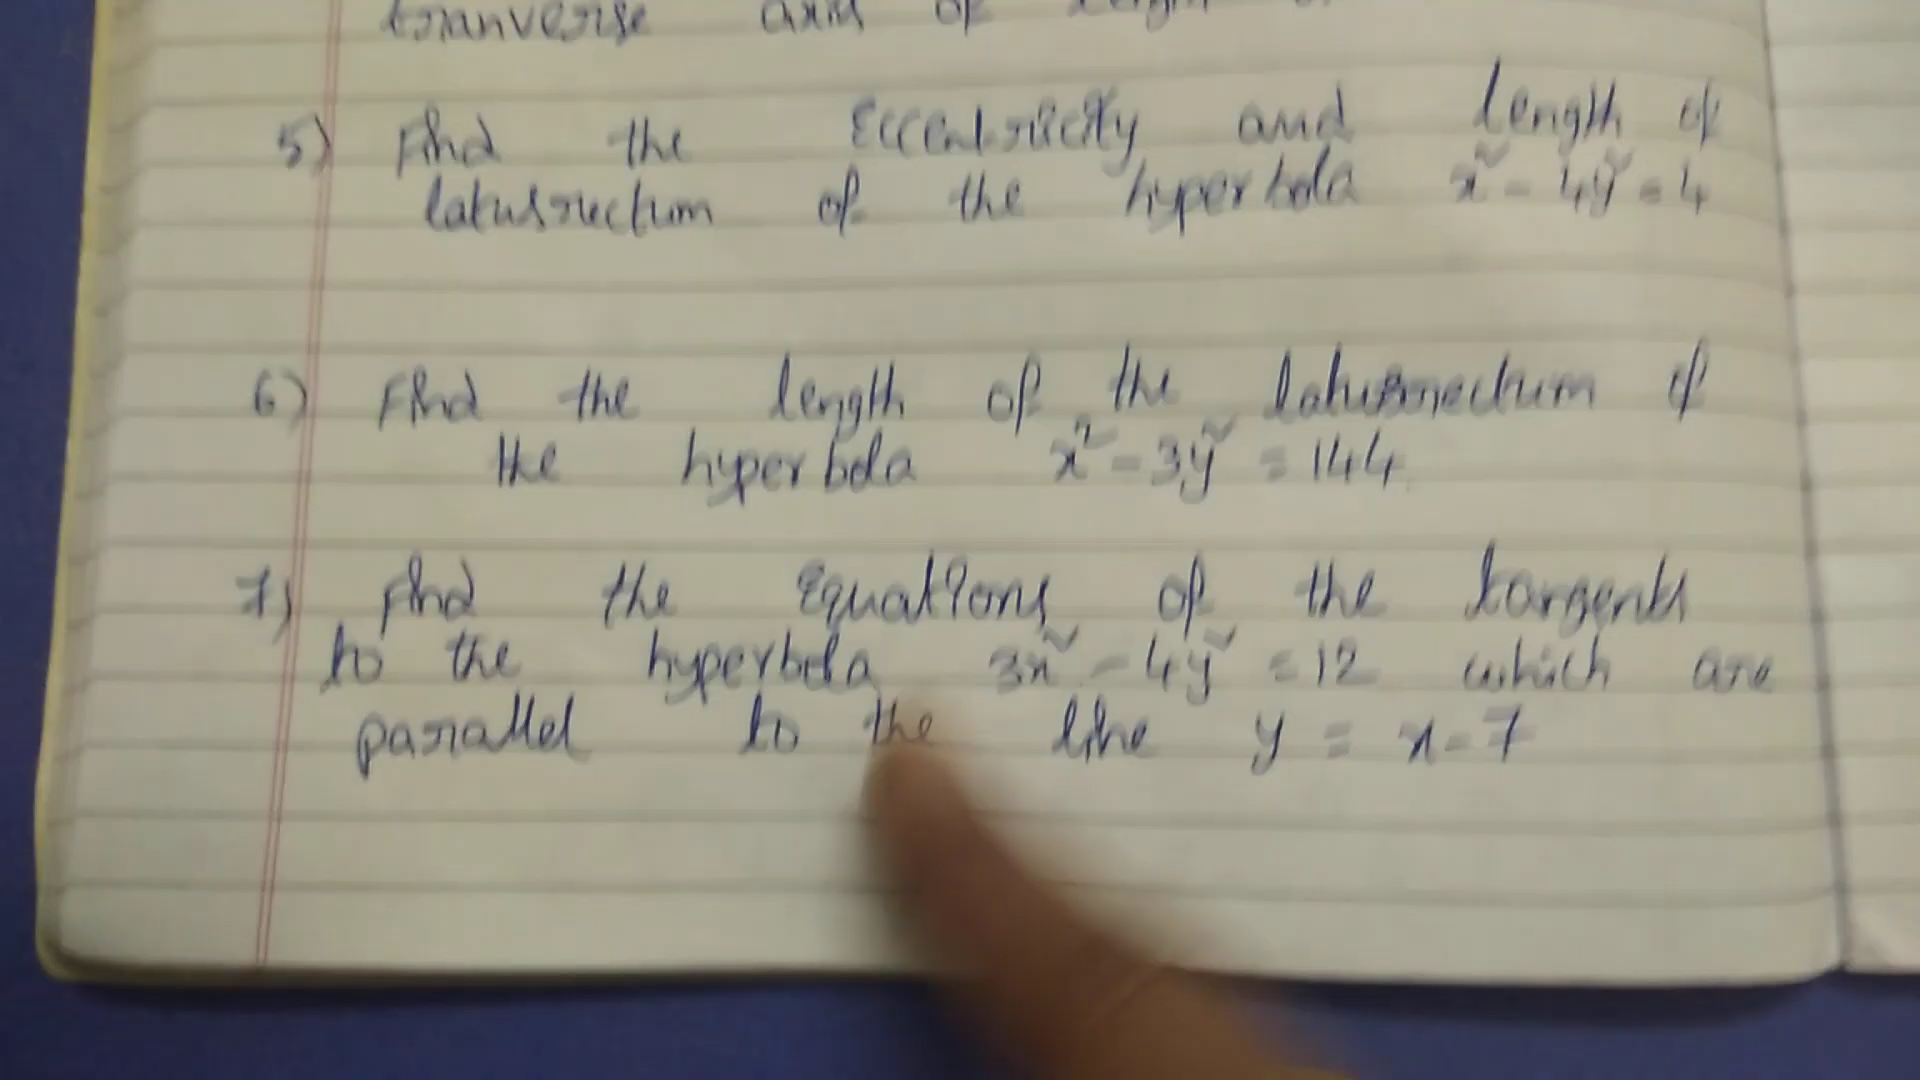 tranverse axis of length
5) Find the Eccentricity and length of
latusrectum of the hyperbola x² - 4y² = 4
6) Find the length of the latusrectum of
the hyperbola x² - 3y² = 144
7) Find the Equations of the tangents
to the hyperbola 3x² - 4y² = 12 which are
parallel to the line y = x - 7